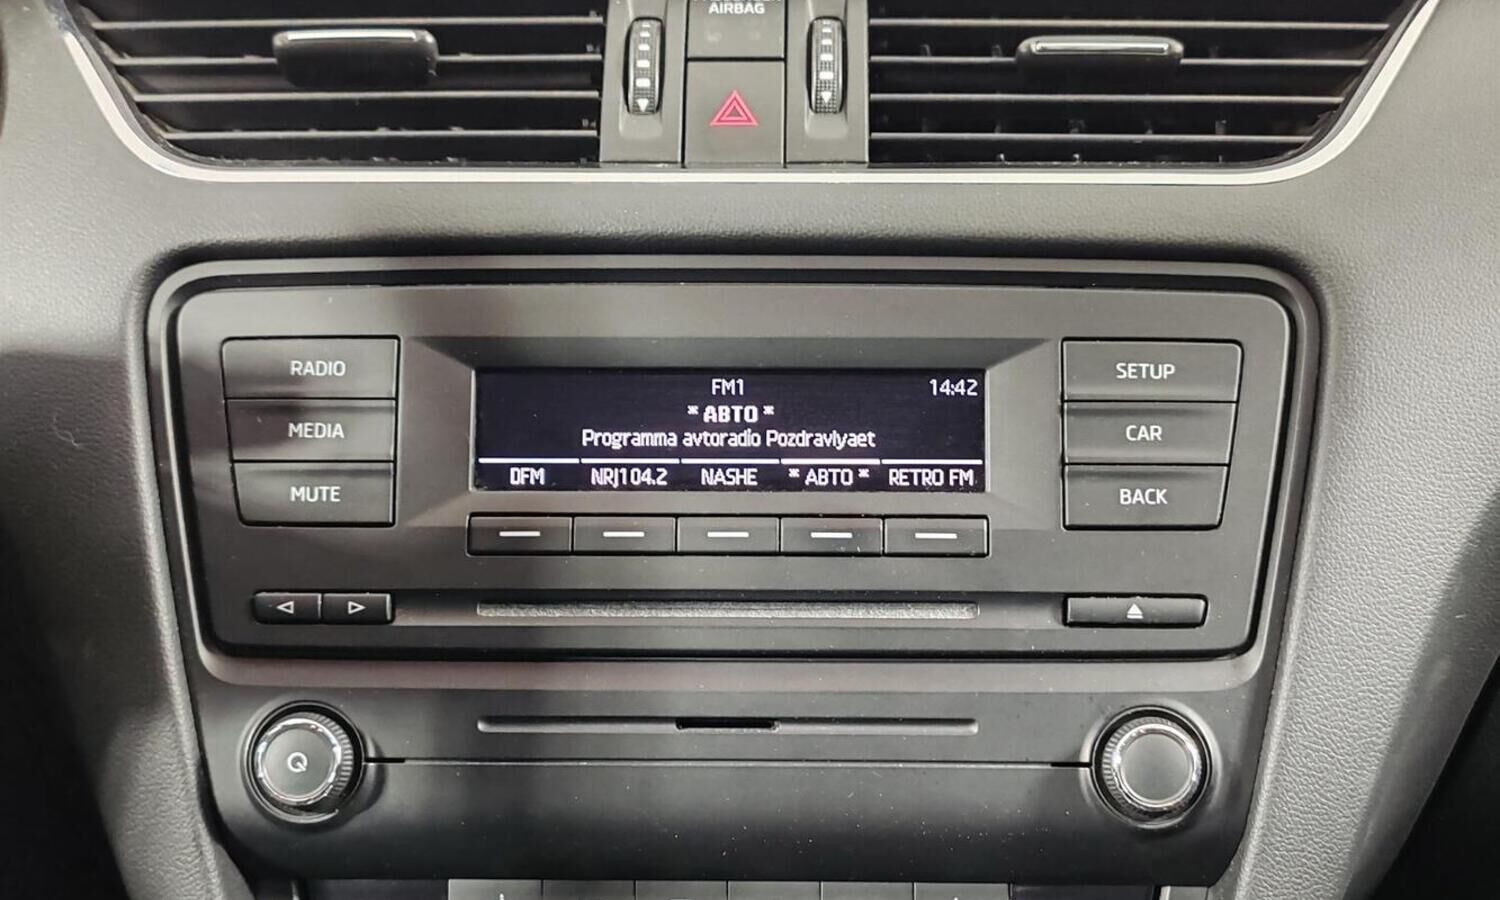 AIRBAG
RADIO
MEDIA
MUTE
FM1 14:42
* АВТО *
Programma avtoradio Pozdravlyaet
DFM NRJ104.2 NASHE * АВТО * RETRO FM
SETUP
CAR
BACK